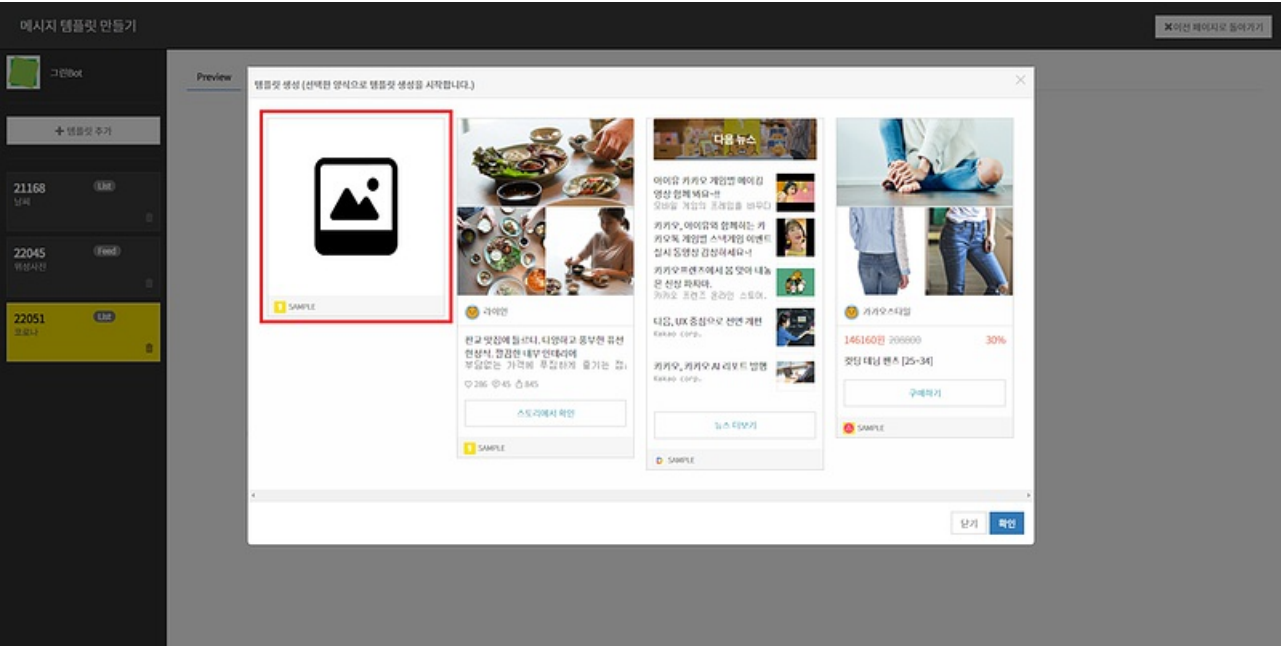 메시지 템플릿 만들기
✖이전 페이지로 돌아가기
그린Bot
Preview
템플릿 생성 (선택한 양식으로 템플릿 생성을 시작합니다.)
✚ 템플릿 추가
21168 List
날씨
22045 Feed
위성사진
22051 List
코로나
SAMPLE
라이언
판교 맛집에 들르다. 다양하고 풍부한 퓨전
한상식. 깔끔한 내부 인테리어
부담없는 가격에 푸짐하게 즐기는 점.
286 45 845
스토리에서 확인
SAMPLE
다음 뉴스
아이유 카카오 게임별 메이킹
영상 함께 봐요~!!
모바일 게임의 프레임을 바꾸다
카카오, 아이유와 함께하는 카
카오톡 게임별 스낵게임 이벤트
실시 동영상 감상하세요~!
카카오프렌즈에서 봄 맞아 내놓
은 신상 파자마.
카카오 프렌즈 온라인 스토어.
다음, UX 중심으로 전면 개편
Kakao corp.
카카오, 카카오 AI 리포트 발행
Kakao corp.
뉴스 더보기
SAMPLE
카카오스타일
146160원 208800 30%
컷팅 데님 팬츠 [25~34]
구매하기
SAMPLE
닫기
확인